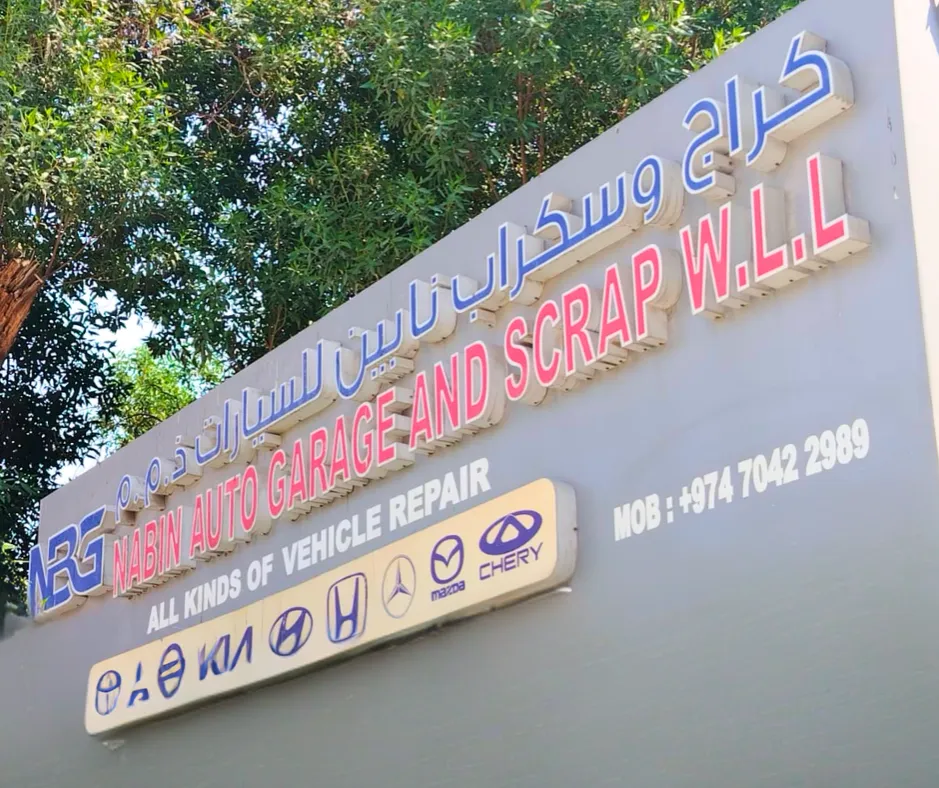 كراج وسكراب نابين للسيارات ذ.م.م
NBG
NABIN AUTO GARAGE AND SCRAP W.L.L
ALL KINDS OF VEHICLE REPAIR
MOB : +974 7042 2989
KIA
mazda
CHERY